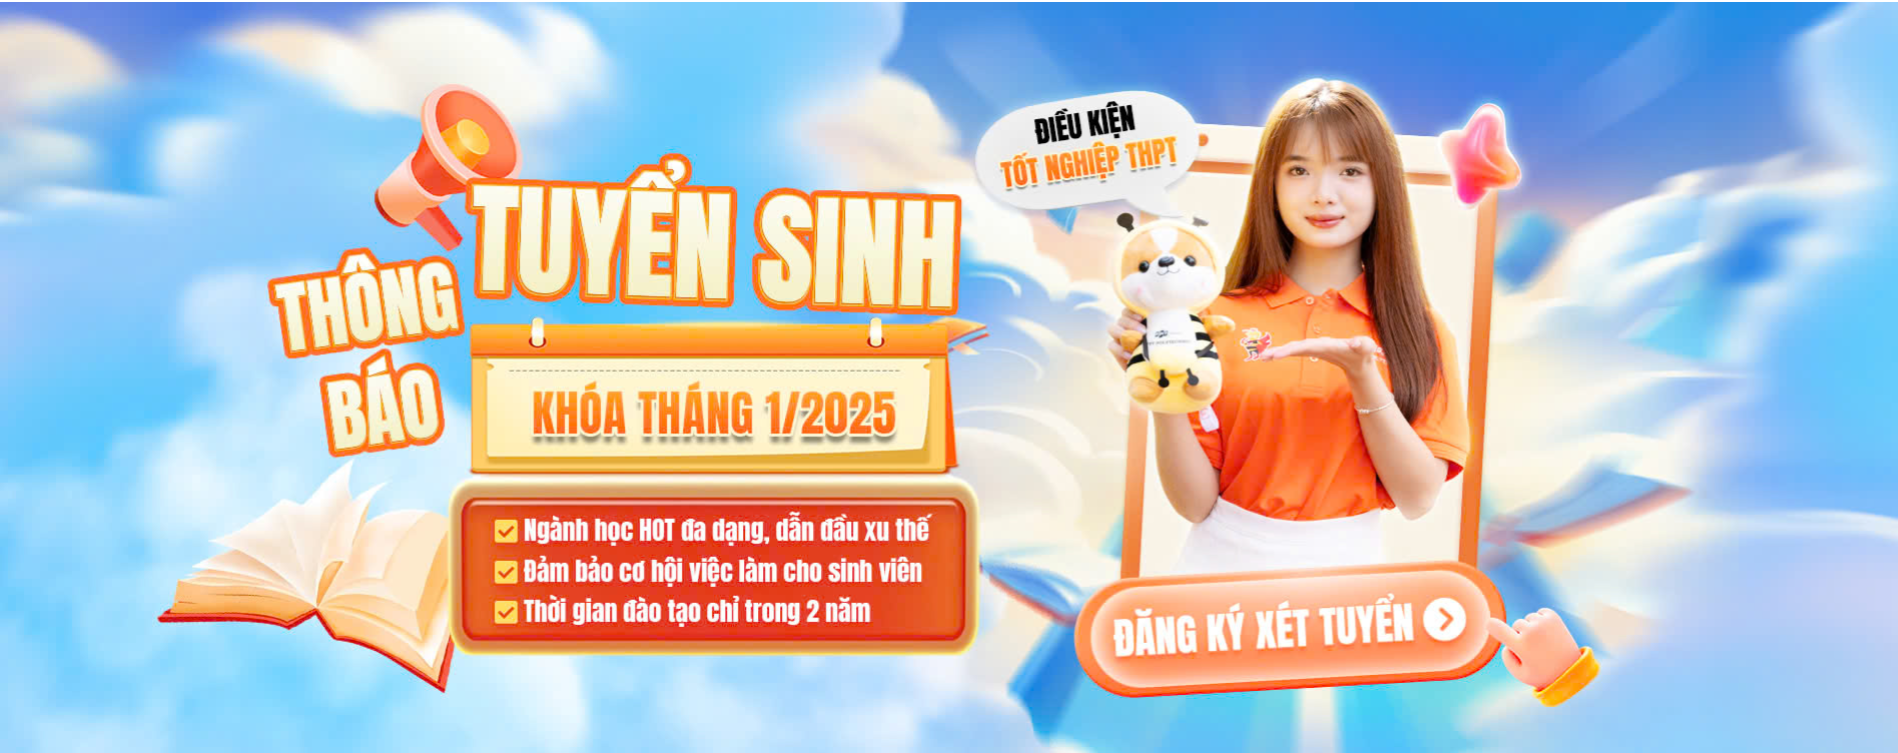 THÔNG
BÁO
TUYỂN SINH
KHÓA THÁNG 1/2025
Ngành học HOT đa dạng, dẫn đầu xu thế
Đảm bảo cơ hội việc làm cho sinh viên
Thời gian đào tạo chỉ trong 2 năm
ĐIỀU KIỆN
TỐT NGHIỆP THPT
ĐĂNG KÝ XÉT TUYỂN